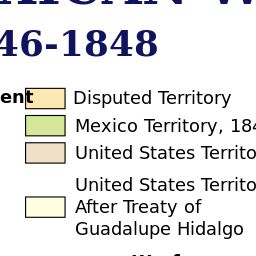 46-1848
ent
Disputed Territory
Mexico Territory, 184
United States Territo
United States Territo
After Treaty of
Guadalupe Hidalgo